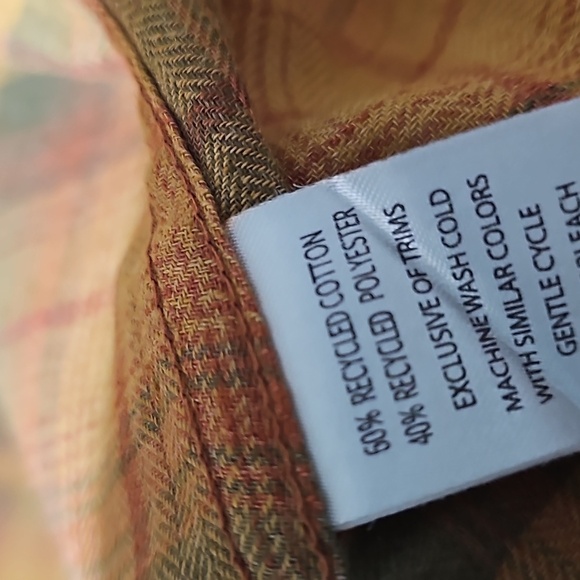 60% RECYCLED COTTON
40% RECYCLED POLYESTER
EXCLUSIVE OF TRIMS
MACHINE WASH COLD
WITH SIMILAR COLORS
GENTLE CYCLE